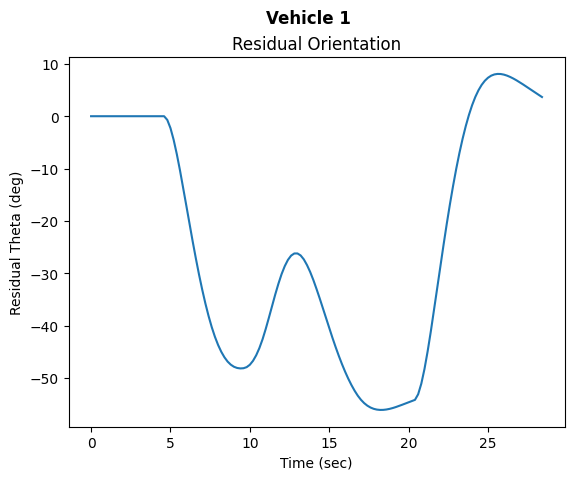 Vehicle 1
Residual Orientation
10
0
−10
−20
−30
−40
−50
Residual Theta (deg)
0 5 10 15 20 25
Time (sec)